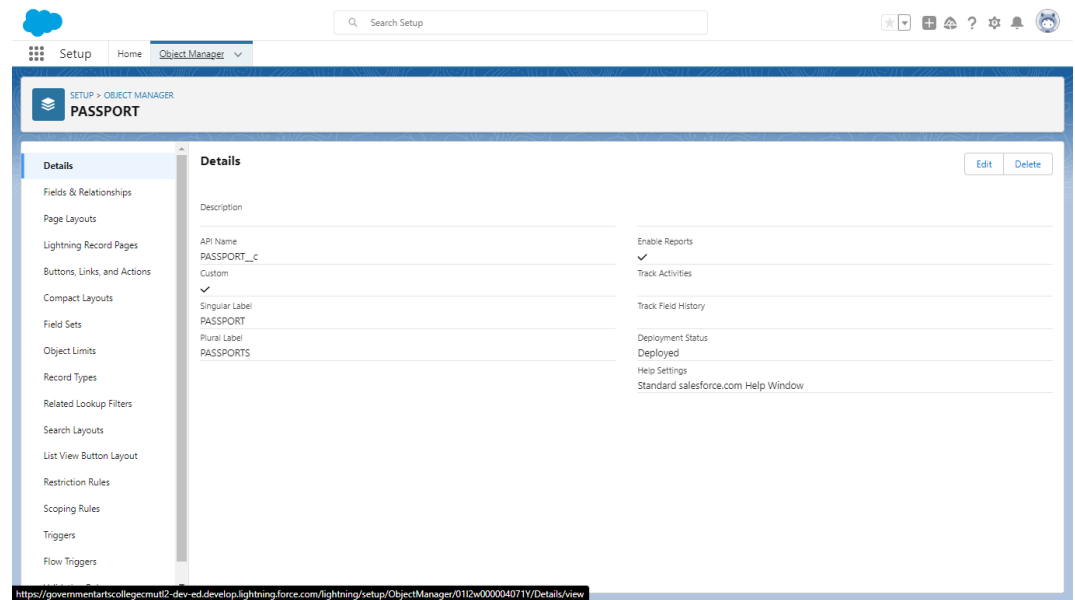 Search Setup
Setup
Home
Object Manager
SETUP > OBJECT MANAGER
PASSPORT
Details
Fields & Relationships
Page Layouts
Lightning Record Pages
Buttons, Links, and Actions
Compact Layouts
Field Sets
Object Limits
Record Types
Related Lookup Filters
Search Layouts
List View Button Layout
Restriction Rules
Scoping Rules
Triggers
Flow Triggers
Details
Edit
Delete
Description
API Name
PASSPORT__c
Custom
Singular Label
PASSPORT
Plural Label
PASSPORTS
Enable Reports
Track Activities
Track Field History
Deployment Status
Deployed
Help Settings
Standard salesforce.com Help Window
https://governmentartscollegecmutl2-dev-ed.develop.lightning.force.com/lightning/setup/ObjectManager/01I2w000004071Y/Details/view